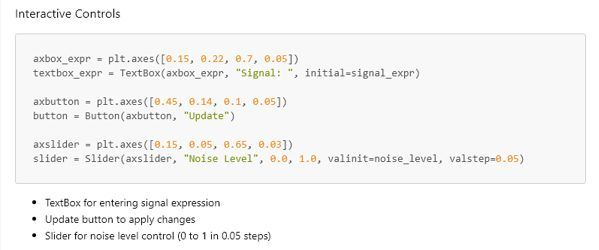 Interactive Controls
axbox_expr = plt.axes([0.15, 0.22, 0.7, 0.05])
textbox_expr = TextBox(axbox_expr, "Signal: ", initial=signal_expr)
axbutton = plt.axes([0.45, 0.14, 0.1, 0.05])
button = Button(axbutton, "Update")
axslider = plt.axes([0.15, 0.05, 0.65, 0.03])
slider = Slider(axslider, "Noise Level", 0.0, 1.0, valinit=noise_level, valstep=0.05)
• TextBox for entering signal expression
• Update button to apply changes
• Slider for noise level control (0 to 1 in 0.05 steps)